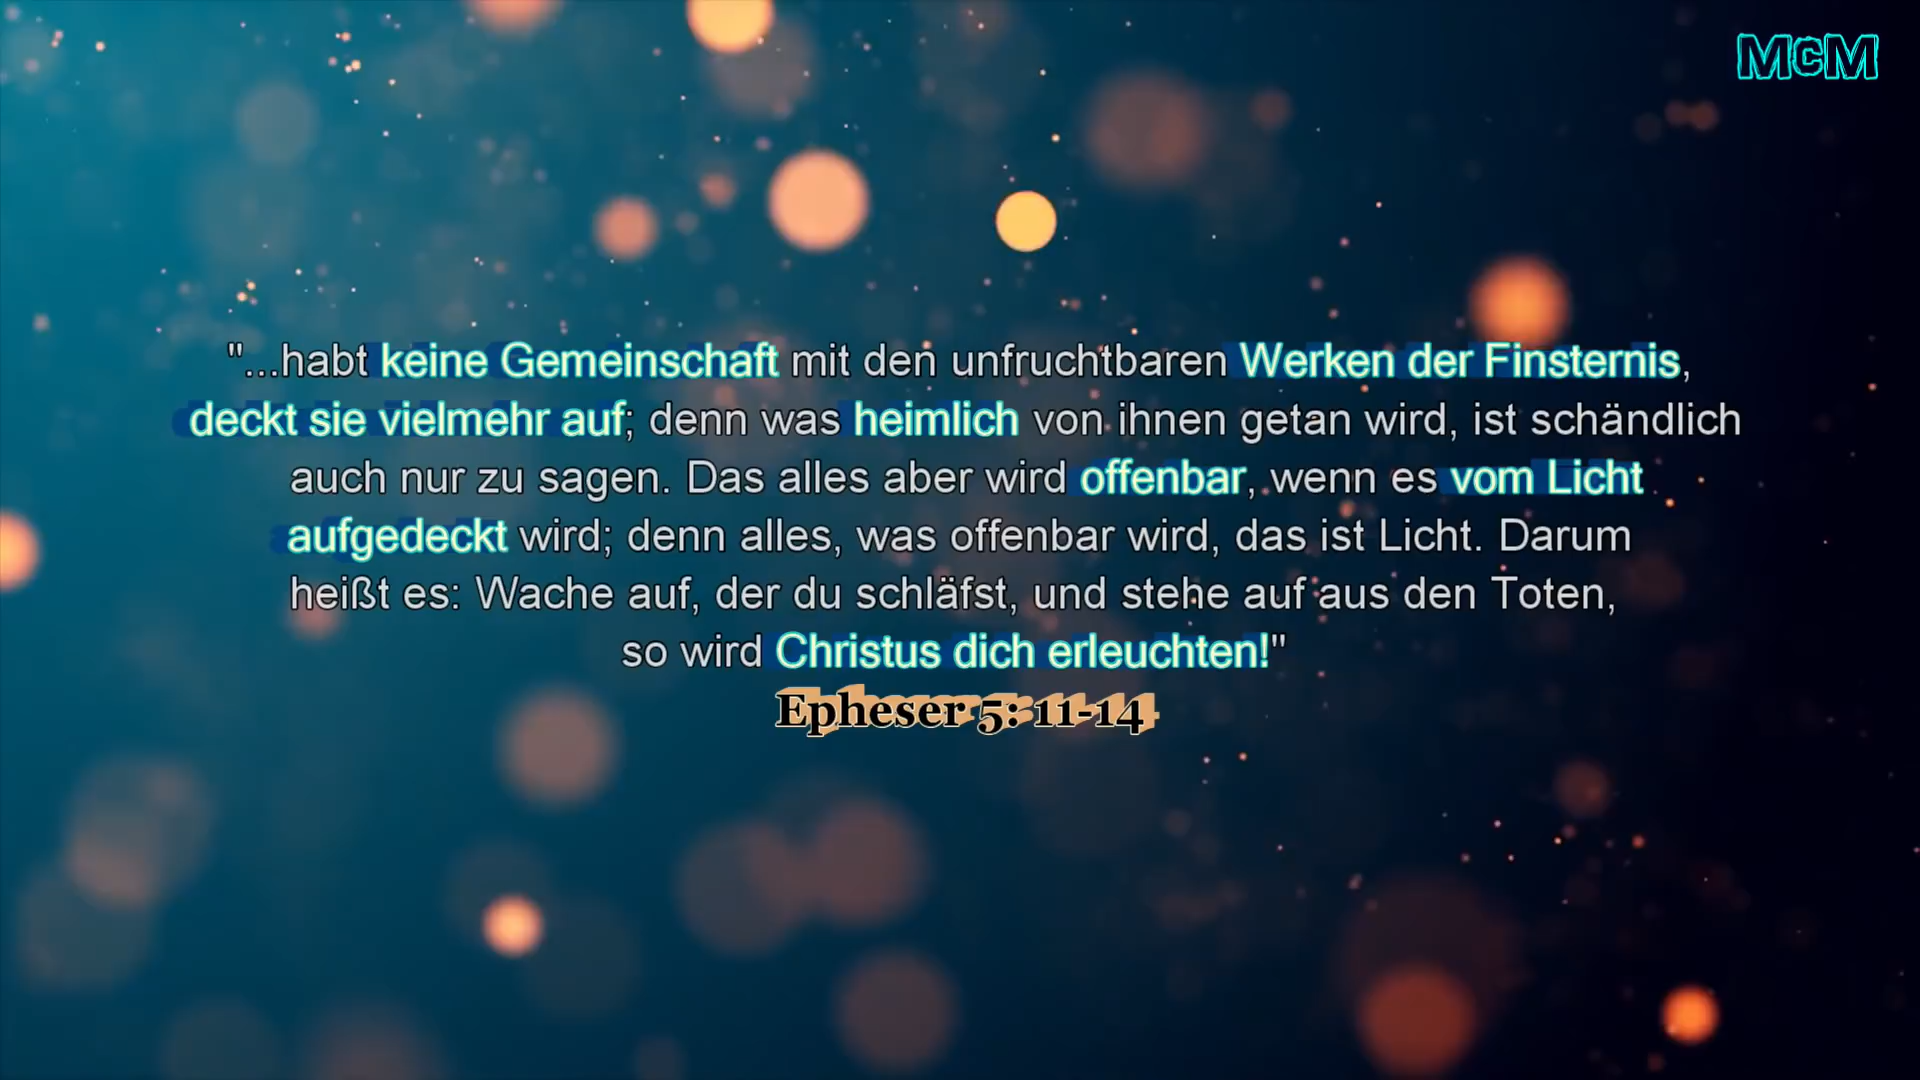 McM
"...habt keine Gemeinschaft mit den unfruchtbaren Werken der Finsternis,
deckt sie vielmehr auf; denn was heimlich von ihnen getan wird, ist schändlich
auch nur zu sagen. Das alles aber wird offenbar, wenn es vom Licht
aufgedeckt wird; denn alles, was offenbar wird, das ist Licht. Darum
heißt es: Wache auf, der du schläfst, und stehe auf aus den Toten,
so wird Christus dich erleuchten!"
Epheser 5: 11-14